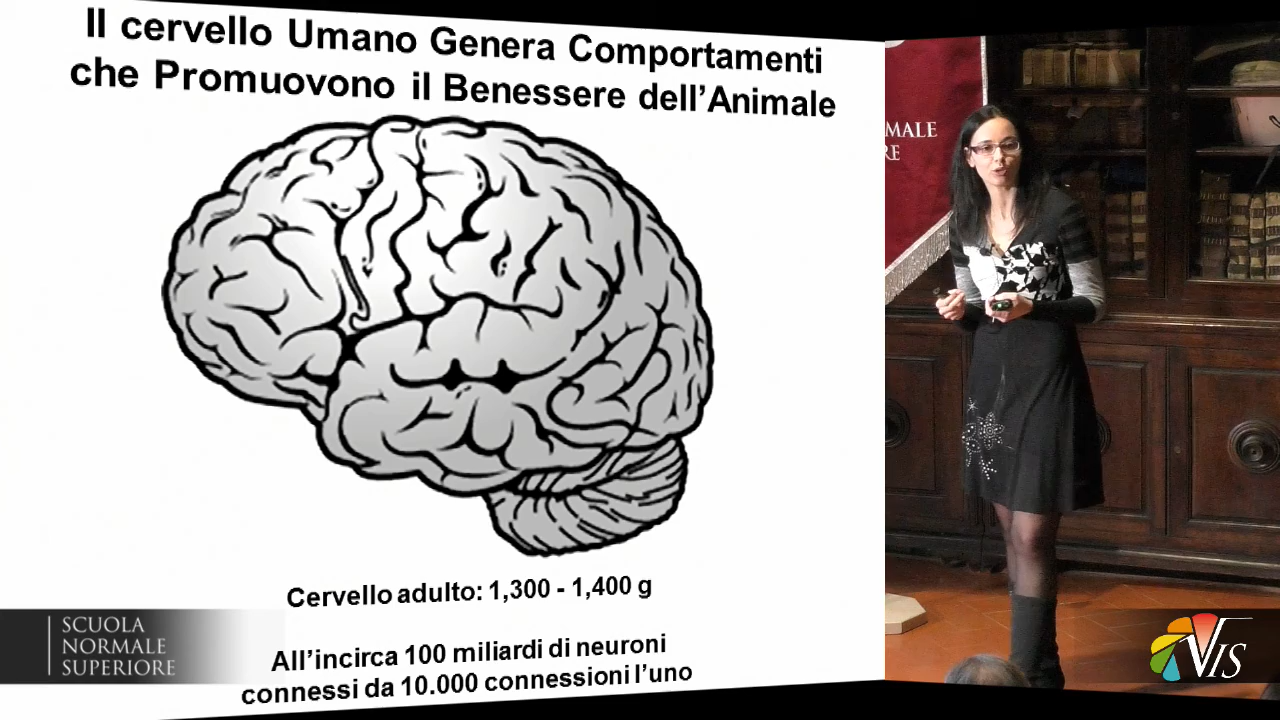 Il cervello Umano Genera Comportamenti
che Promuovono il Benessere dell'Animale
MALE
RE
Cervello adulto: 1,300 - 1,400 g
All'incirca 100 miliardi di neuroni
connessi da 10.000 connessioni l'uno
SCUOLA
NORMALE
SUPERIORE
VIS